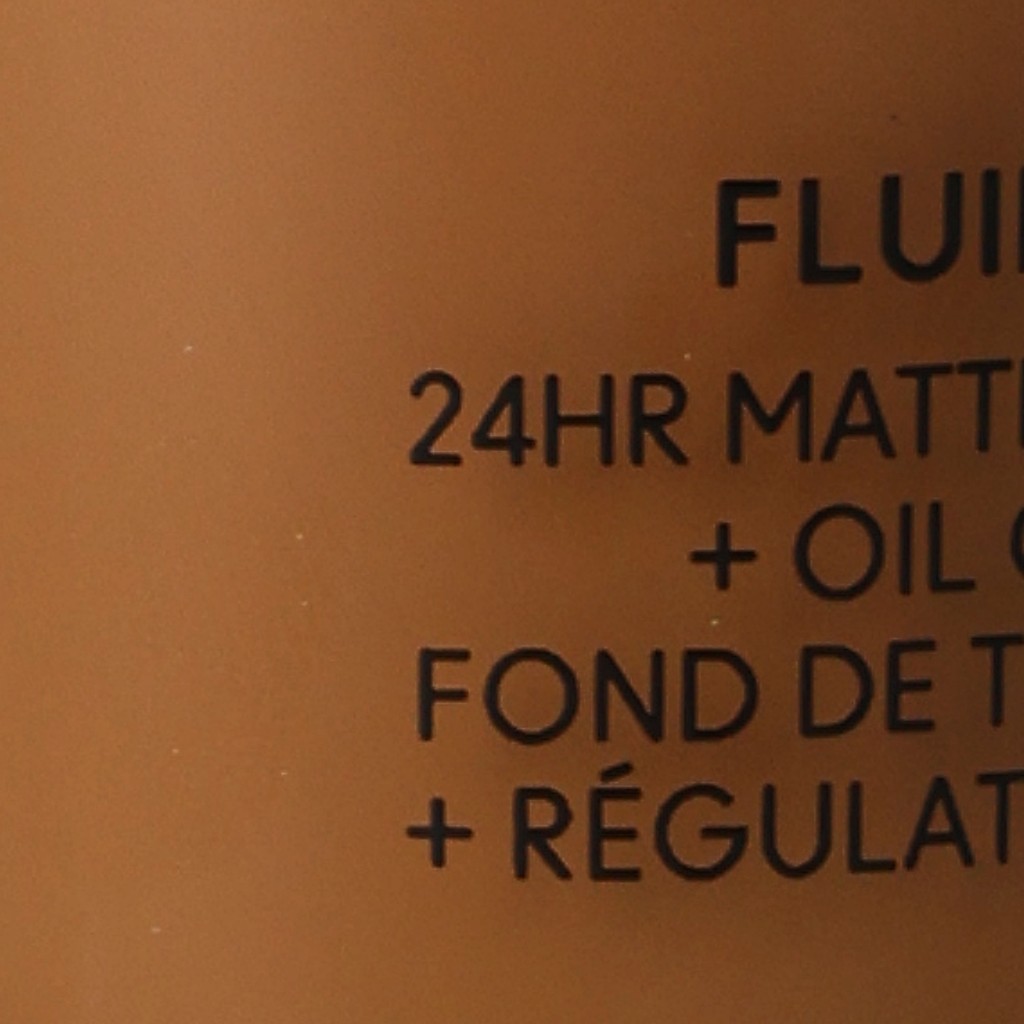 FLUI
24HR MATT
+ OIL
FOND DE T
+ RÉGULAT